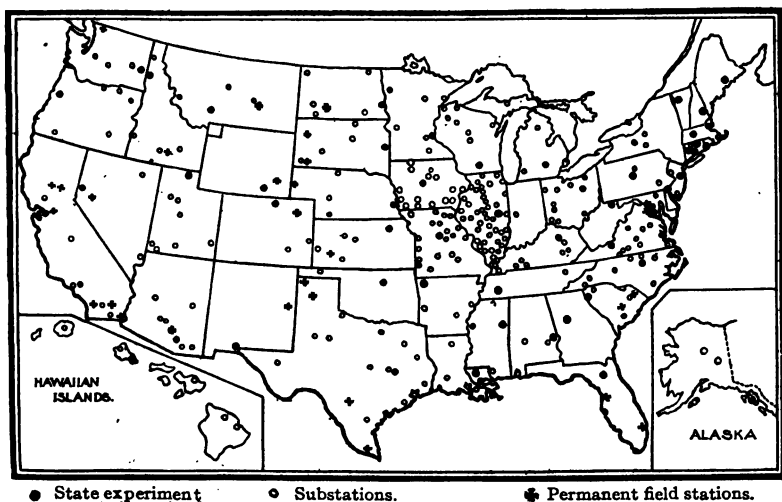 HAWAIIAN
ISLANDS.
ALASKA
State experiment Substations. Permanent field stations.